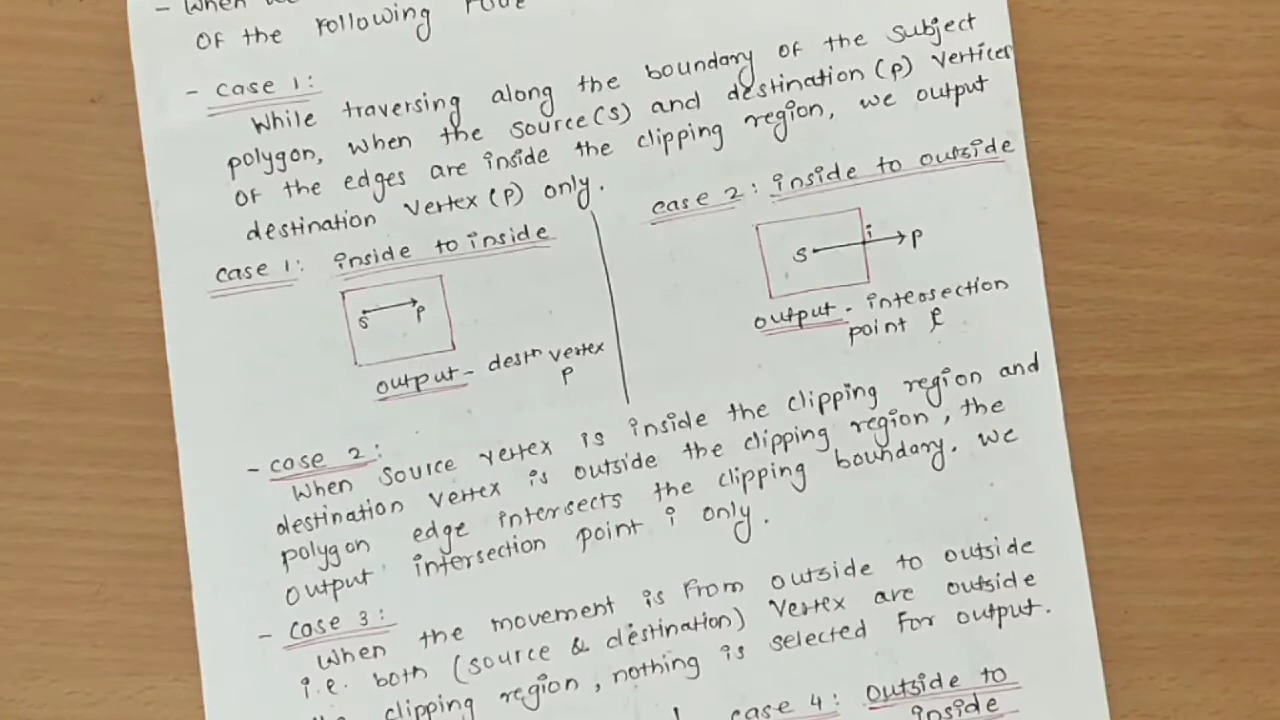 - When
of the following
- case 1:
While traversing along the boundary of the subject
polygon, when the source(s) and destination(p) vertices
of the edges are inside the clipping region, we output
destination vertex(p) only.
case 1: inside to inside
s p
output - destn vertex
p
case 2: inside to outside
s i p
output - intersection
point i
- case 2:
When source vertex is inside the clipping region and
destination vertex is outside the clipping region, the
polygon edge intersects the clipping boundary. we
output intersection point i only.
- case 3:
When the movement is from outside to outside
i.e. both (source & destination) vertex are outside
clipping region, nothing is selected for output.
case 4: outside to
inside